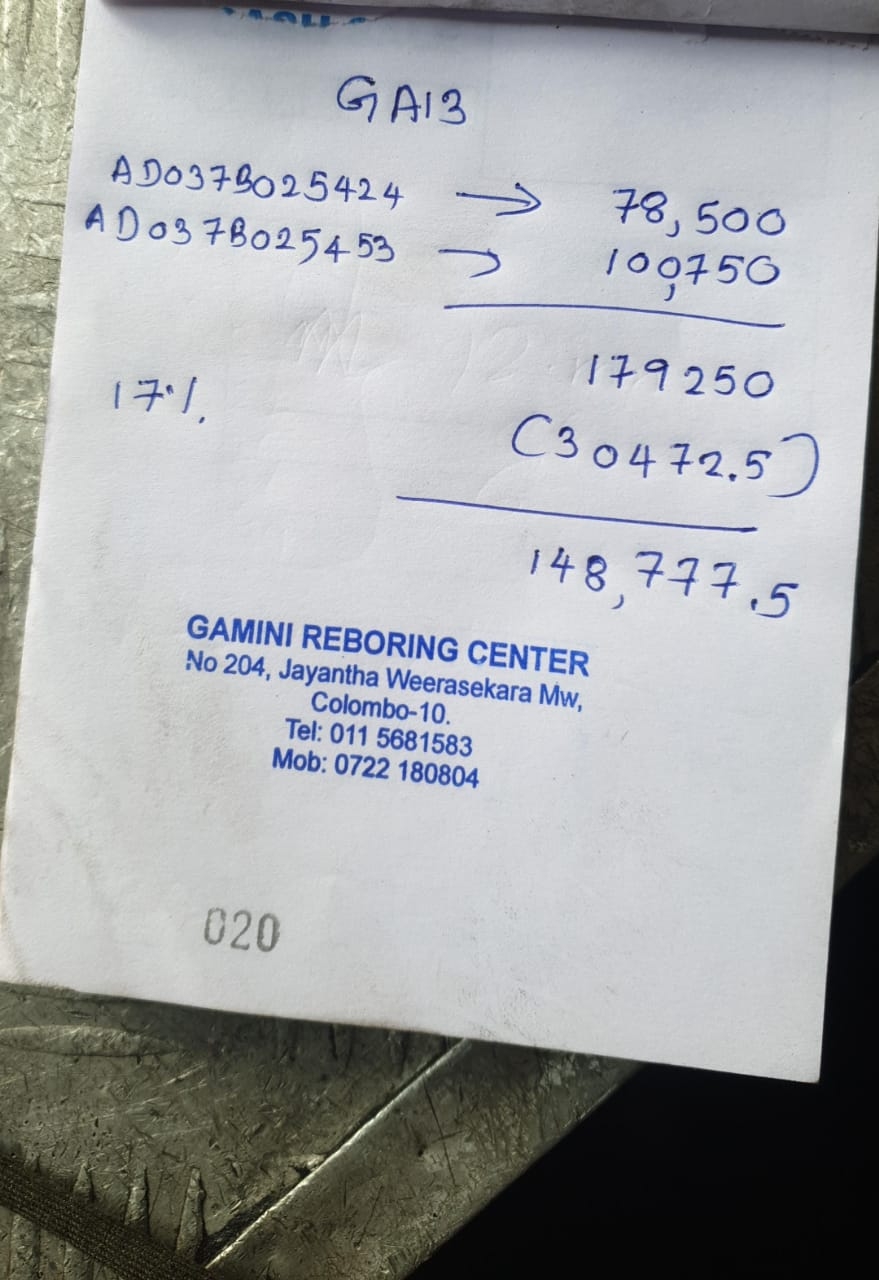 GA13
AD037B025424 → 78,500
AD037B025453 → 100,750
179250
17% (30472.5)
148,777.5
GAMINI REBORING CENTER
No 204, Jayantha Weerasekara Mw,
Colombo-10.
Tel: 011 5681583
Mob: 0722 180804
020